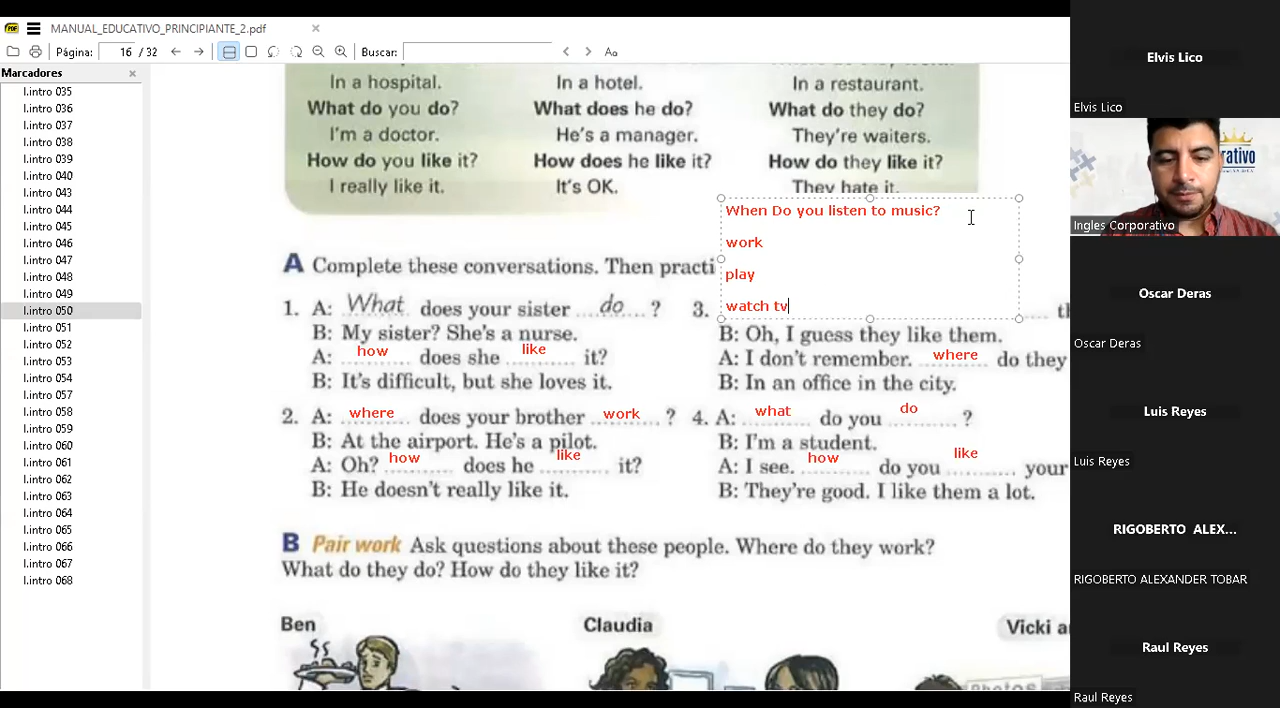 MANUAL_EDUCATIVO_PRINCIPIANTE_2.pdf
Página: 16 / 32 Buscar: Aa
Marcadores
I.intro 035
I.intro 036
I.intro 037
I.intro 038
I.intro 039
I.intro 040
I.intro 043
I.intro 044
I.intro 045
I.intro 046
I.intro 047
I.intro 048
I.intro 049
I.intro 050
I.intro 051
I.intro 052
I.intro 053
I.intro 054
I.intro 057
I.intro 058
I.intro 059
I.intro 060
I.intro 061
I.intro 062
I.intro 063
I.intro 064
I.intro 065
I.intro 066
I.intro 067
I.intro 068
In a hospital. In a hotel. In a restaurant.
What do you do? What does he do? What do they do?
I'm a doctor. He's a manager. They're waiters.
How do you like it? How does he like it? How do they like it?
I really like it. It's OK. They hate it.
When Do you listen to music?
work
play
watch tv
A Complete these conversations. Then practi
1. A: What does your sister do ?
B: My sister? She's a nurse.
A: how does she like it?
B: It's difficult, but she loves it.
2. A: where does your brother work ?
B: At the airport. He's a pilot.
A: Oh? how does he like it?
B: He doesn't really like it.
3. th
B: Oh, I guess they like them.
A: I don't remember. where do they
B: In an office in the city.
4. A: what do you do ?
B: I'm a student.
A: I see. how do you like your
B: They're good. I like them a lot.
B Pair work Ask questions about these people. Where do they work?
What do they do? How do they like it?
Ben Claudia Vicki a
Photos
Elvis Lico
Elvis Lico
rativo
Ingles Corporativo
Oscar Deras
Oscar Deras
Luis Reyes
Luis Reyes
RIGOBERTO ALEX...
RIGOBERTO ALEXANDER TOBAR
Raul Reyes
Raul Reyes